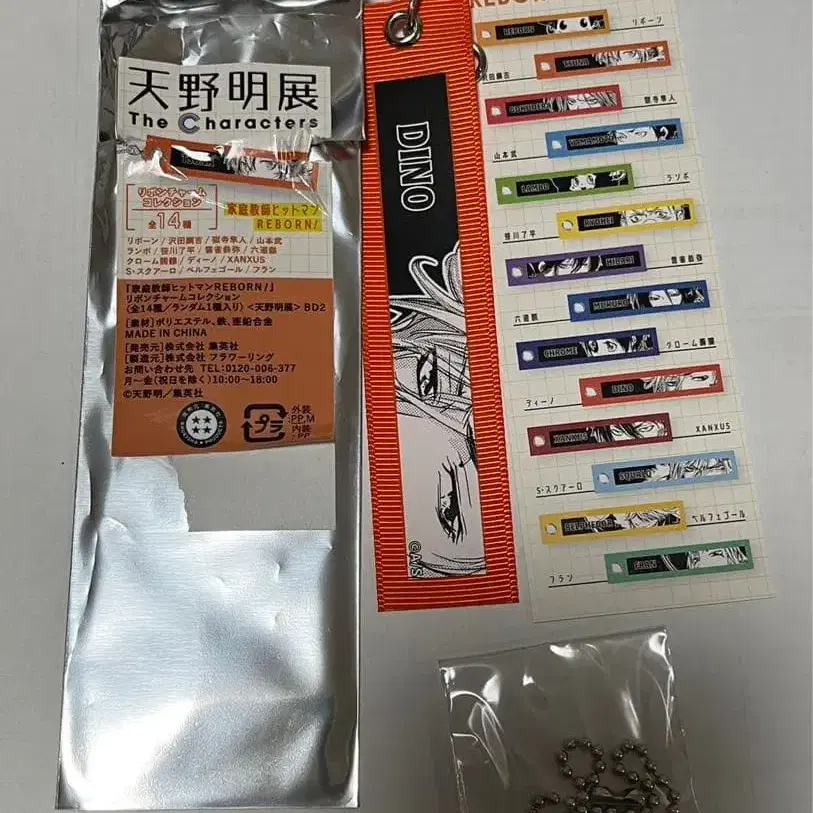 天野明展
The Characters
TSUNA
リボンチャーム
コレクション
全14種
家庭教師ヒットマン
REBORN!
リボーン/沢田綱吉/獄寺隼人/山本武
ランボ/笹川了平/雲雀恭弥/六道骸
クローム髑髏/ディーノ/XANXUS
S・スクアーロ/ベルフェゴール/フラン
『家庭教師ヒットマンREBORN!』
リボンチャームコレクション
(全14種/ランダム1種入り)<天野明展> BD2
[素材]ポリエステル、鉄、亜鉛合金
MADE IN CHINA
[発売元]株式会社 集英社
[製造元]株式会社 フラワーリング
お問い合わせ先 TEL:0120-006-377
月〜金(祝日を除く)10:00〜18:00
©天野明/集英社
プラ
外装
:PP,M
内装
:PP
DINO
©A/S
REBORN
REBORN
リボーン
TSUNA
沢田綱吉
GOKUDERA
獄寺隼人
YAMAMOTO
山本武
LAMBO
ランボ
RYOHEI
笹川了平
HIBARI
雲雀恭弥
MUKURO
六道骸
CHROME
クローム髑髏
DINO
ディーノ
XANXUS
XANXUS
SQUALO
S・スクアーロ
BELPHEGOR
ベルフェゴール
FRAN
フラン